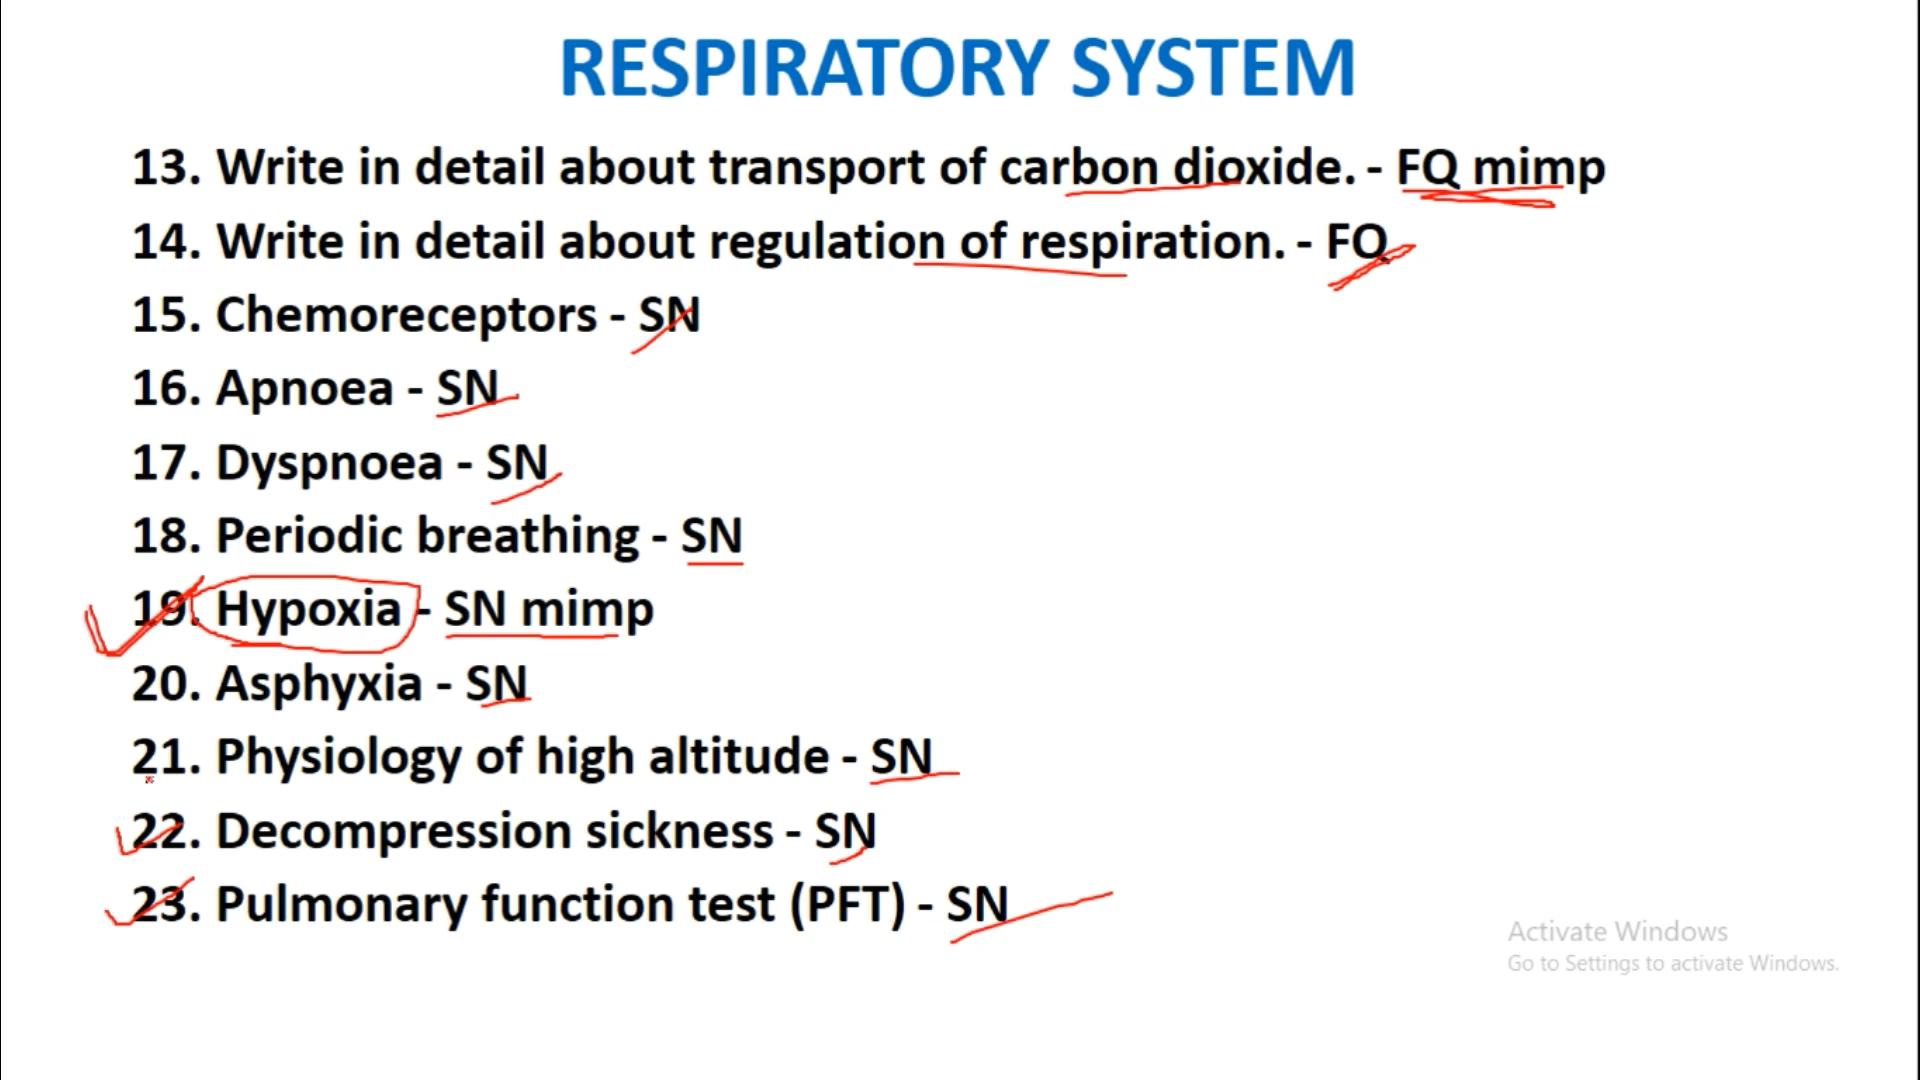 RESPIRATORY SYSTEM
13. Write in detail about transport of carbon dioxide. - FQ mimp
14. Write in detail about regulation of respiration. - FQ
15. Chemoreceptors - SN
16. Apnoea - SN
17. Dyspnoea - SN
18. Periodic breathing - SN
19. Hypoxia - SN mimp
20. Asphyxia - SN
21. Physiology of high altitude - SN
22. Decompression sickness - SN
23. Pulmonary function test (PFT) - SN
Activate Windows
Go to Settings to activate Windows.